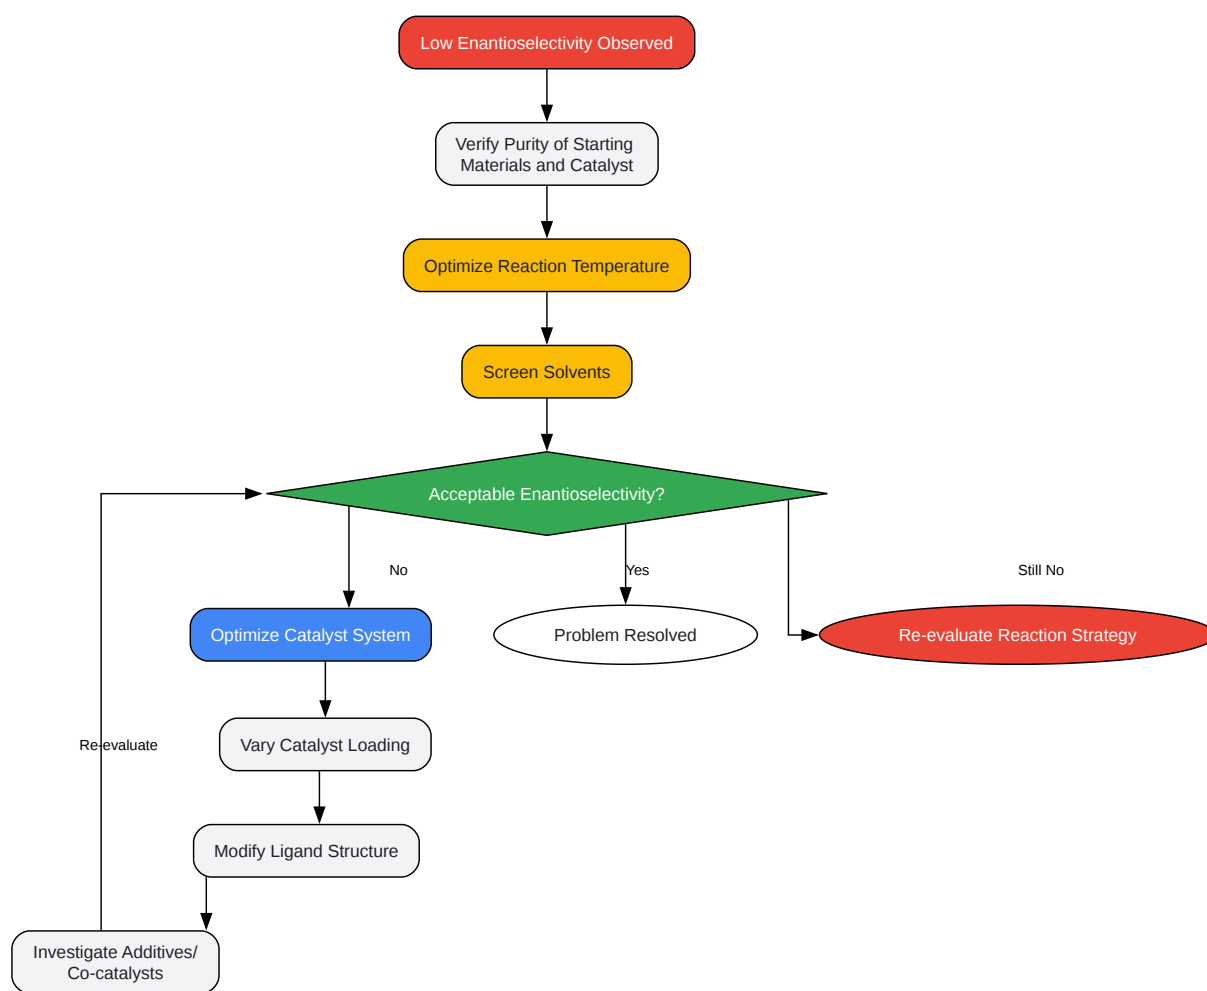 Low Enantioselectivity Observed
Verify Purity of Starting
Materials and Catalyst
Optimize Reaction Temperature
Screen Solvents
Acceptable Enantioselectivity?
No
Yes
Still No
Optimize Catalyst System
Problem Resolved
Re-evaluate Reaction Strategy
Vary Catalyst Loading
Re-evaluate
Modify Ligand Structure
Investigate Additives/
Co-catalysts